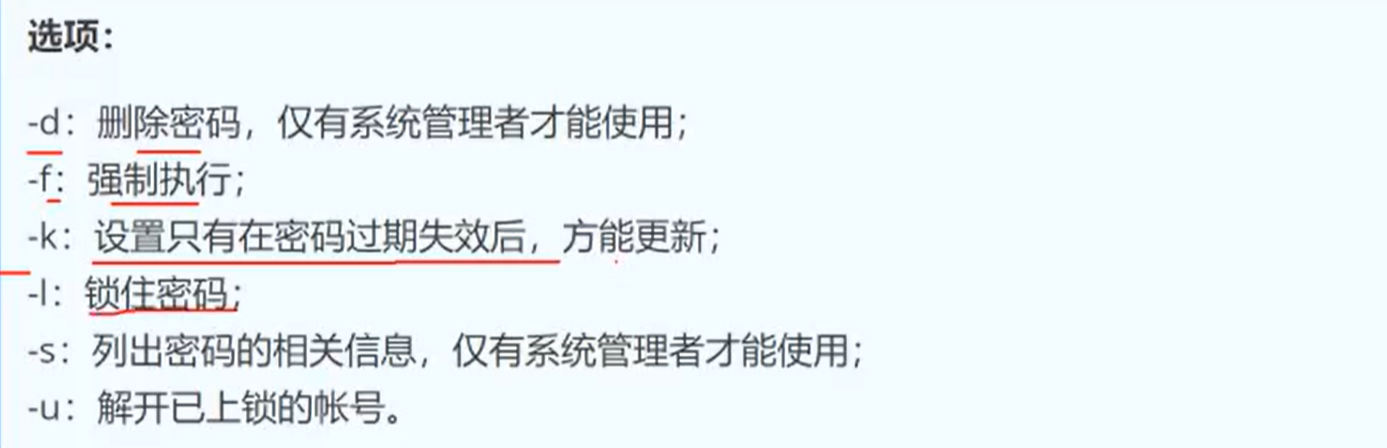 选项：
-d：删除密码，仅有系统管理者才能使用；
-f：强制执行；
-k：设置只有在密码过期失效后，方能更新；
-l：锁住密码；
-s：列出密码的相关信息，仅有系统管理者才能使用；
-u：解开已上锁的帐号。